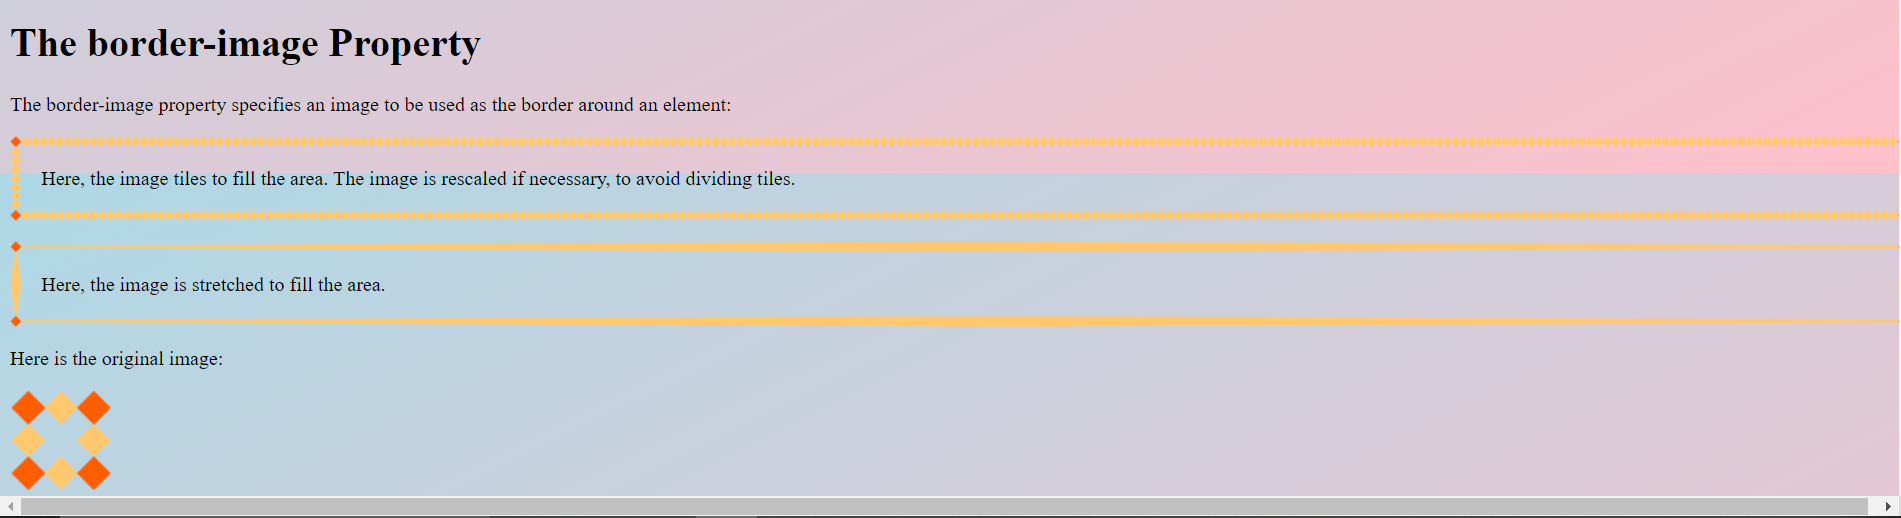 The border-image Property
The border-image property specifies an image to be used as the border around an element:
Here, the image tiles to fill the area. The image is rescaled if necessary, to avoid dividing tiles.
Here, the image is stretched to fill the area.
Here is the original image: